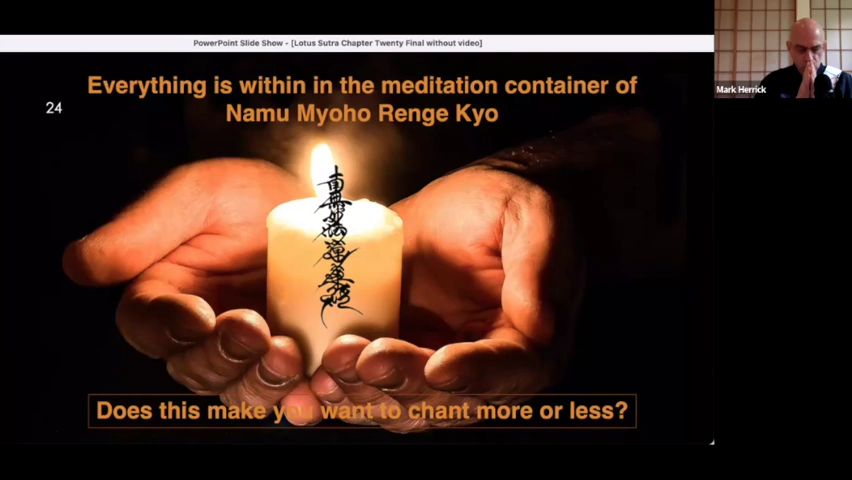 PowerPoint Slide Show - [Lotus Sutra Chapter Twenty Final without video]
Everything is within in the meditation container of
Namu Myoho Renge Kyo
24
Does this make you want to chant more or less?
Mark Herrick